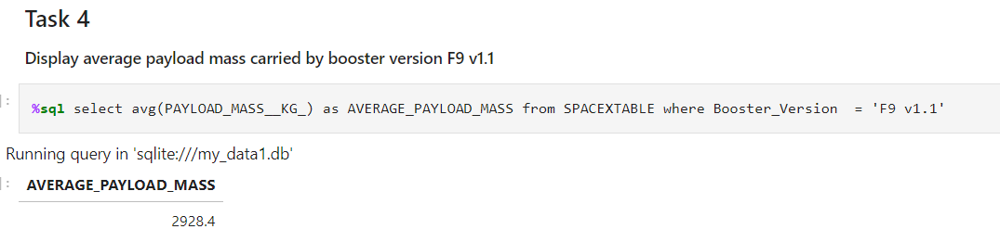 Task 4
Display average payload mass carried by booster version F9 v1.1
]:
%sql select avg(PAYLOAD_MASS__KG_) as AVERAGE_PAYLOAD_MASS from SPACEXTABLE where Booster_Version  = 'F9 v1.1'
Running query in 'sqlite:///my_data1.db'
]:
AVERAGE_PAYLOAD_MASS
2928.4